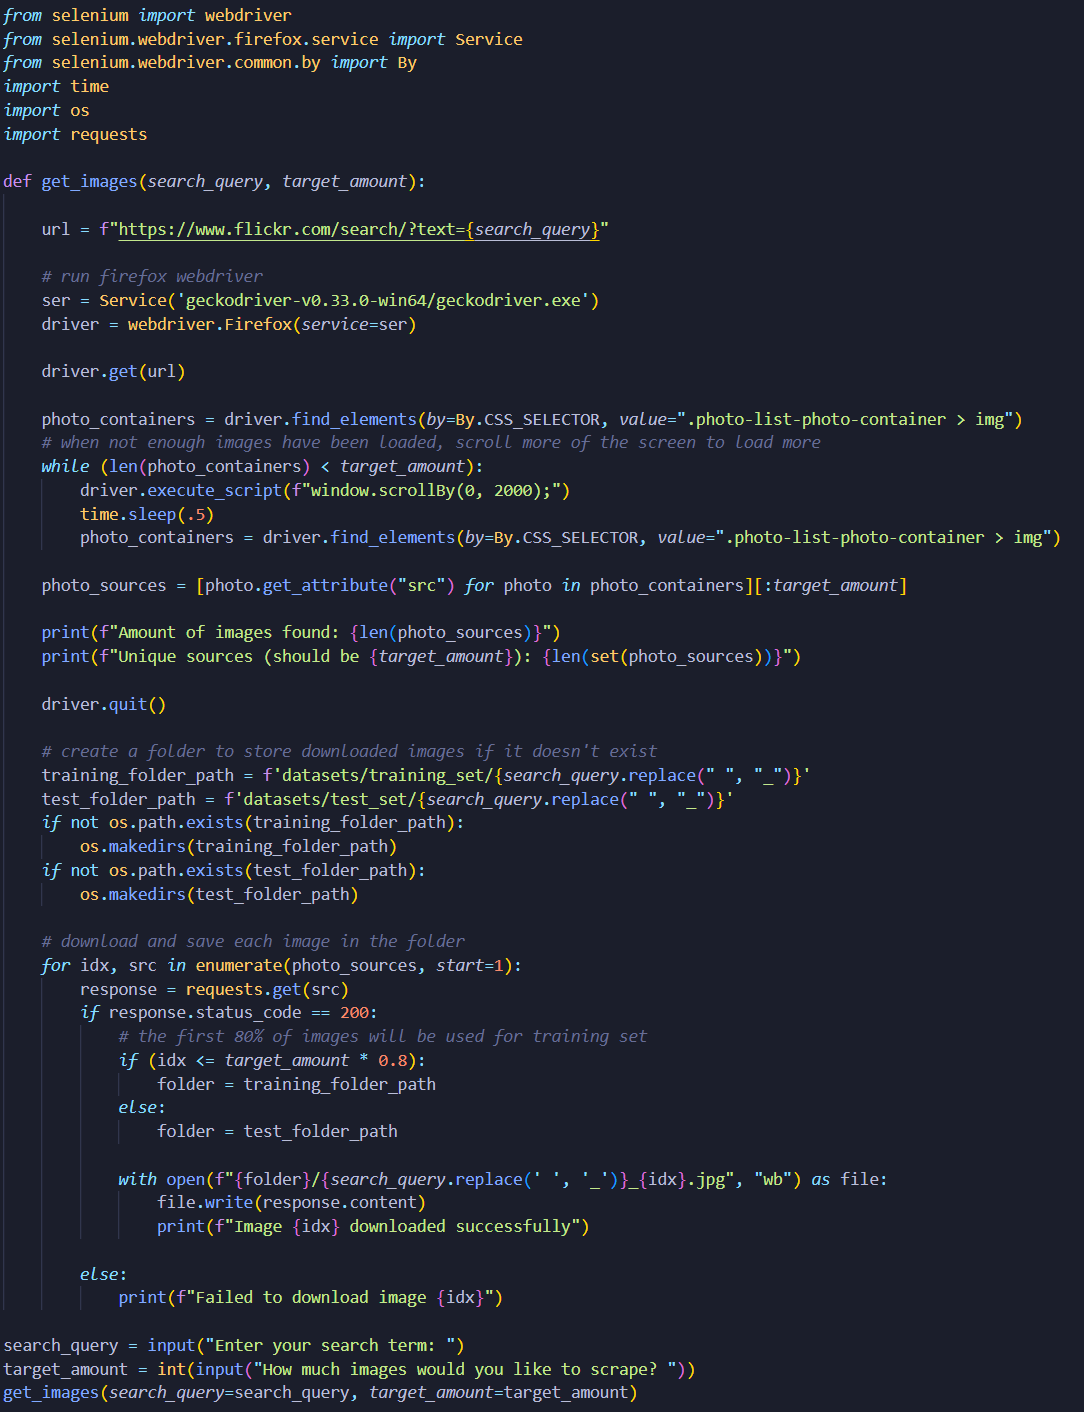 from selenium import webdriver
from selenium.webdriver.firefox.service import Service
from selenium.webdriver.common.by import By
import time
import os
import requests

def get_images(search_query, target_amount):

    url = f"https://www.flickr.com/search/?text={search_query}"

    # run firefox webdriver
    ser = Service('geckodriver-v0.33.0-win64/geckodriver.exe')
    driver = webdriver.Firefox(service=ser)

    driver.get(url)

    photo_containers = driver.find_elements(by=By.CSS_SELECTOR, value=".photo-list-photo-container > img")
    # when not enough images have been loaded, scroll more of the screen to load more
    while (len(photo_containers) < target_amount):
        driver.execute_script(f"window.scrollBy(0, 2000);")
        time.sleep(.5)
        photo_containers = driver.find_elements(by=By.CSS_SELECTOR, value=".photo-list-photo-container > img")

    photo_sources = [photo.get_attribute("src") for photo in photo_containers][:target_amount]

    print(f"Amount of images found: {len(photo_sources)}")
    print(f"Unique sources (should be {target_amount}): {len(set(photo_sources))}")

    driver.quit()

    # create a folder to store downloaded images if it doesn't exist
    training_folder_path = f'datasets/training_set/{search_query.replace(" ", "_")}'
    test_folder_path = f'datasets/test_set/{search_query.replace(" ", "_")}'
    if not os.path.exists(training_folder_path):
        os.makedirs(training_folder_path)
    if not os.path.exists(test_folder_path):
        os.makedirs(test_folder_path)

    # download and save each image in the folder
    for idx, src in enumerate(photo_sources, start=1):
        response = requests.get(src)
        if response.status_code == 200:
            # the first 80% of images will be used for training set
            if (idx <= target_amount * 0.8):
                folder = training_folder_path
            else:
                folder = test_folder_path

            with open(f"{folder}/{search_query.replace(' ', '_')}_{idx}.jpg", "wb") as file:
                file.write(response.content)
                print(f"Image {idx} downloaded successfully")

        else:
            print(f"Failed to download image {idx}")

search_query = input("Enter your search term: ")
target_amount = int(input("How much images would you like to scrape? "))
get_images(search_query=search_query, target_amount=target_amount)